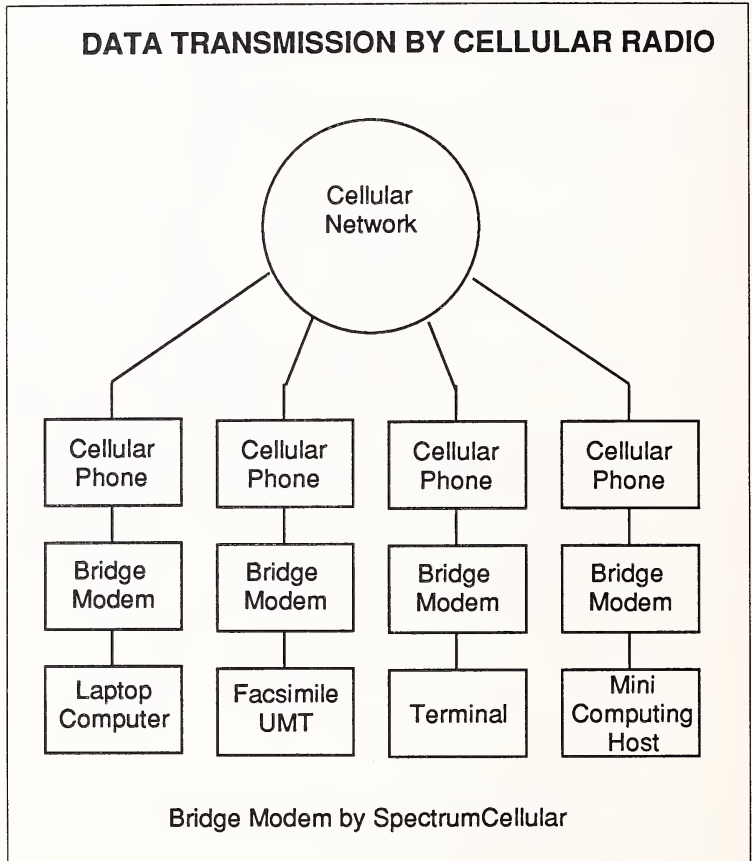 DATA TRANSMISSION BY CELLULAR RADIO
Cellular
Network
Cellular
Phone
Cellular
Phone
Cellular
Phone
Cellular
Phone
Bridge
Modem
Bridge
Modem
Bridge
Modem
Bridge
Modem
Laptop
Computer
Facsimile
UMT
Terminal
Mini
Computing
Host
Bridge Modem by SpectrumCellular